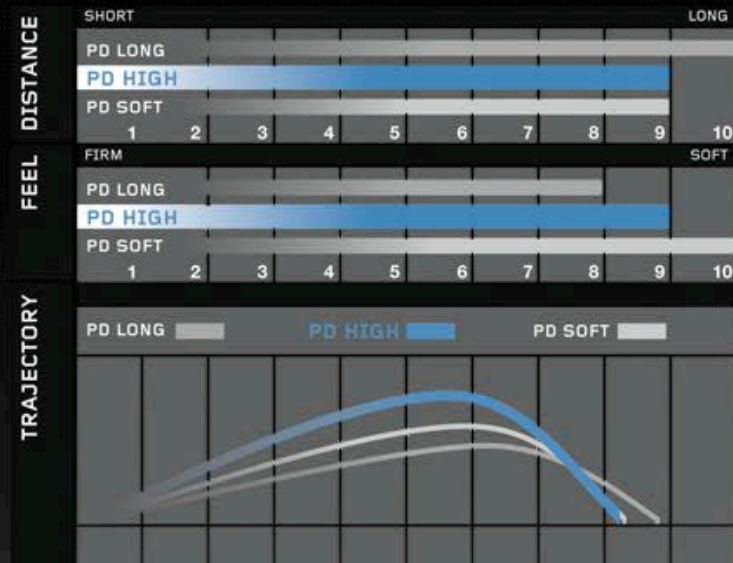 DISTANCE
SHORT LONG
PD LONG
PD HIGH
PD SOFT
1 2 3 4 5 6 7 8 9 10
FEEL
FIRM SOFT
PD LONG
PD HIGH
PD SOFT
1 2 3 4 5 6 7 8 9 10
TRAJECTORY
PD LONG PD HIGH PD SOFT